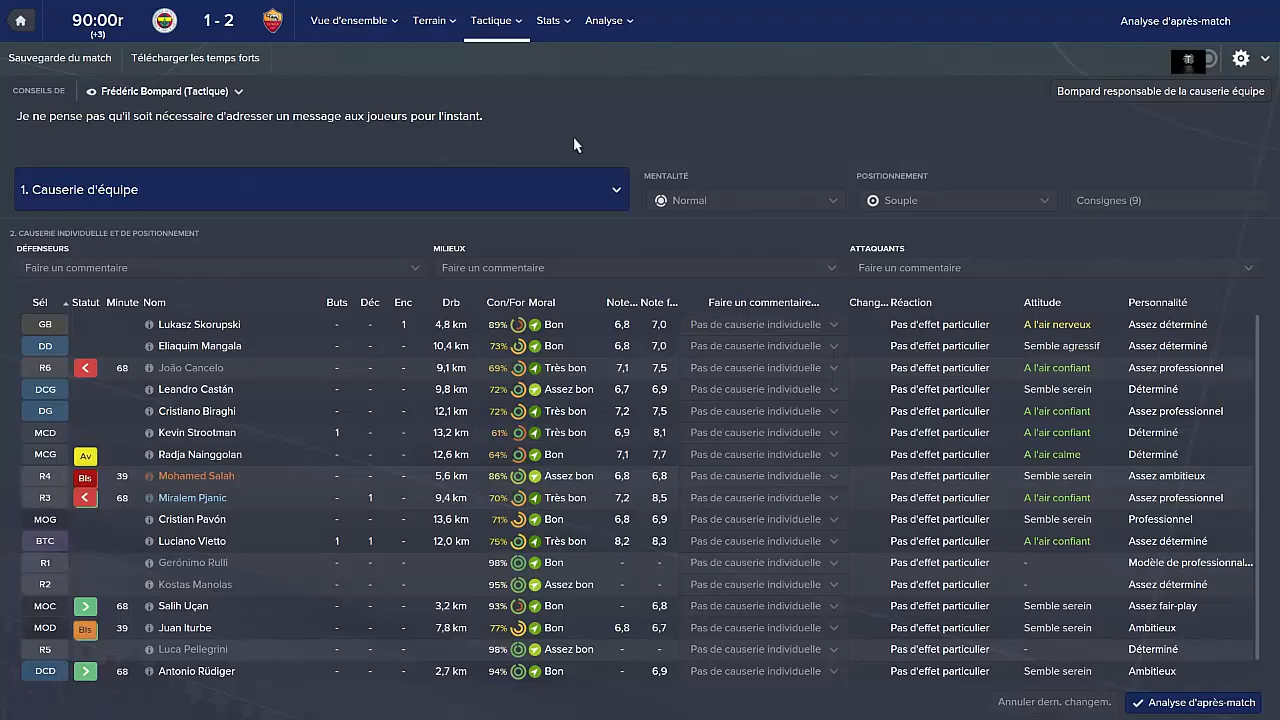 90:00r 1 - 2 Vue d'ensemble Terrain Tactique Stats Analyse Analyse d'après-match
(+3)
Sauvegarde du match Télécharger les temps forts
CONSEILS DE Frédéric Bompard (Tactique) Bompard responsable de la causerie équipe
Je ne pense pas qu'il soit nécessaire d'adresser un message aux joueurs pour l'instant.
MENTALITÉ POSITIONNEMENT
1. Causerie d'équipe Normal Souple Consignes (9)
2. CAUSERIE INDIVIDUELLE ET DE POSITIONNEMENT
DÉFENSEURS MILIEUX ATTAQUANTS
Faire un commentaire Faire un commentaire Faire un commentaire
Sél Statut Minute Nom Buts Déc Enc Drb Con/For Moral Note... Note f... Faire un commentaire... Chang... Réaction Attitude Personnalité
GB Lukasz Skorupski - - 1 4,8 km 89% Bon 6,8 7,0 Pas de causerie individuelle Pas d'effet particulier A l'air nerveux Assez déterminé
DD Eliaquim Mangala - - - 10,4 km 73% Bon 6,8 7,0 Pas de causerie individuelle Pas d'effet particulier Semble agressif Assez déterminé
R6 68 João Cancelo - - - 9,1 km 69% Très bon 7,1 7,5 Pas de causerie individuelle Pas d'effet particulier A l'air confiant Assez professionnel
DCG Leandro Castán - - - 9,8 km 72% Assez bon 6,7 6,9 Pas de causerie individuelle Pas d'effet particulier Semble serein Déterminé
DG Cristiano Biraghi - - - 12,1 km 72% Très bon 7,2 7,5 Pas de causerie individuelle Pas d'effet particulier A l'air confiant Assez professionnel
MCD Kevin Strootman 1 - - 13,2 km 61% Très bon 6,9 8,1 Pas de causerie individuelle Pas d'effet particulier A l'air confiant Déterminé
MCG Av Radja Nainggolan - - - 12,6 km 64% Bon 7,1 7,7 Pas de causerie individuelle Pas d'effet particulier A l'air calme Déterminé
R4 Bls 39 Mohamed Salah - - - 5,6 km 86% Assez bon 6,8 6,8 Pas de causerie individuelle Pas d'effet particulier Semble serein Assez ambitieux
R3 68 Miralem Pjanic - 1 - 9,4 km 70% Très bon 7,2 8,5 Pas de causerie individuelle Pas d'effet particulier A l'air confiant Assez professionnel
MOG Cristian Pavón - - - 13,6 km 71% Bon 6,8 6,9 Pas de causerie individuelle Pas d'effet particulier Semble serein Professionnel
BTC Luciano Vietto 1 1 - 12,0 km 75% Très bon 8,2 8,3 Pas de causerie individuelle Pas d'effet particulier A l'air confiant Déterminé
R1 Gerónimo Rulli 98% Bon - - Pas de causerie individuelle Pas d'effet particulier - Modèle de professionnal...
R2 Kostas Manolas 95% Assez bon - - Pas de causerie individuelle Pas d'effet particulier - Assez déterminé
MOC 68 Salih Uçan - - - 3,2 km 93% Bon - 6,8 Pas de causerie individuelle Pas d'effet particulier Semble serein Assez fair-play
MOD Bls 39 Juan Iturbe - - - 7,8 km 77% Bon 6,8 6,7 Pas de causerie individuelle Pas d'effet particulier Semble serein Ambitieux
R5 Luca Pellegrini 98% Assez bon - - Pas de causerie individuelle Pas d'effet particulier - Déterminé
DCD 68 Antonio Rüdiger - - - 2,7 km 94% Bon 6,9 Pas de causerie individuelle Pas d'effet particulier Semble serein Ambitieux
Annuler dern. changem. Analyse d'après-match